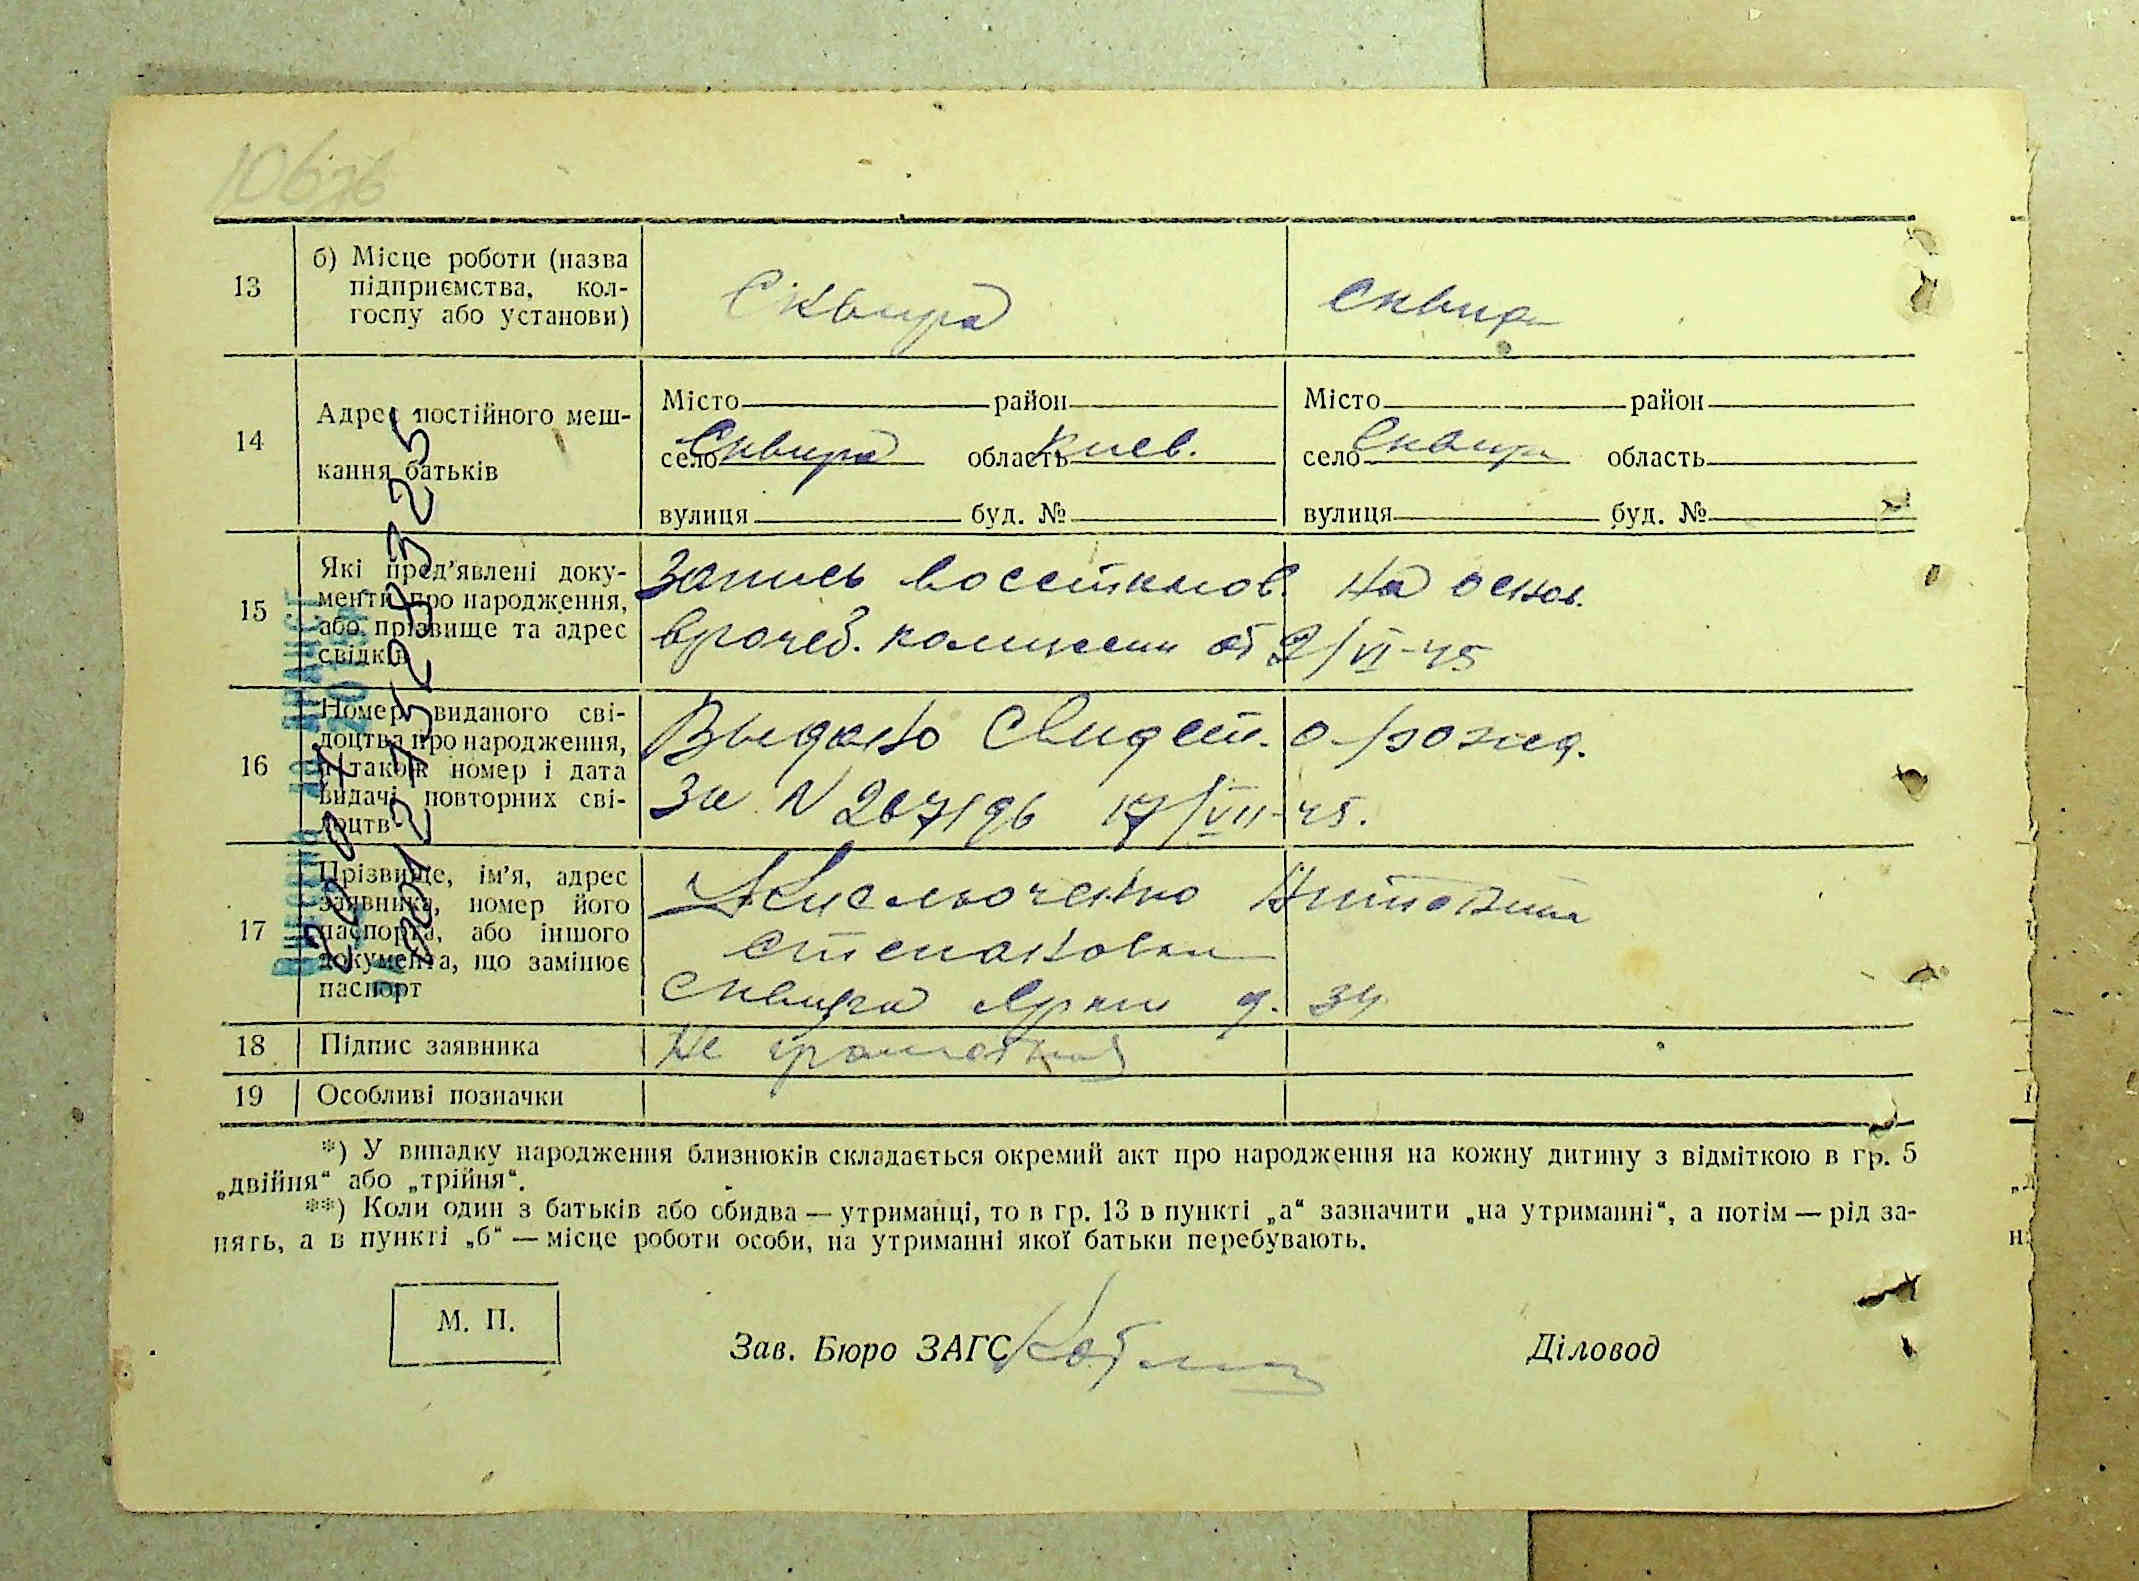 13
б) Місце роботи (назва
підприємства, кол-
госпу або установи)
Сквира
Сквир
14
Адрес постійного меш-
кання батьків
Місто район
село Сквира область Киев.
вулиця буд. №
Місто район
село Сквира область
вулиця буд. №
15
Які пред’явлені доку-
менти про народження,
або прізвище та адрес
свідків
Запись восстанов. на основ.
врачеб. комиссии от 2/VI-45
16
Номер виданого сві-
доцтва про народження,
а також номер і дата
видачі повторних сві-
доцтв
Выдано Свидет. о рожд.
за N 267196 17/VII-45.
17
Прізвище, ім’я, адрес
заявника, номер його
паспорта, або іншого
документа, що замінює
паспорт
Степановна
Сквира д. 34
18
Підпис заявника
Не грамотная
19
Особливі позначки
*) У випадку народження близнюків складається окремий акт про народження на кожну дитину з відміткою в гр. 5
„двійня“ або „трійня“.
**) Коли один з батьків або обидва — утриманці, то в гр. 13 в пункті „а“ зазначити „на утриманні“, а потім — рід за-
нять, а в пункті „б“ — місце роботи особи, на утриманні якої батьки перебувають.
М. П.
Зав. Бюро ЗАГС
Діловод